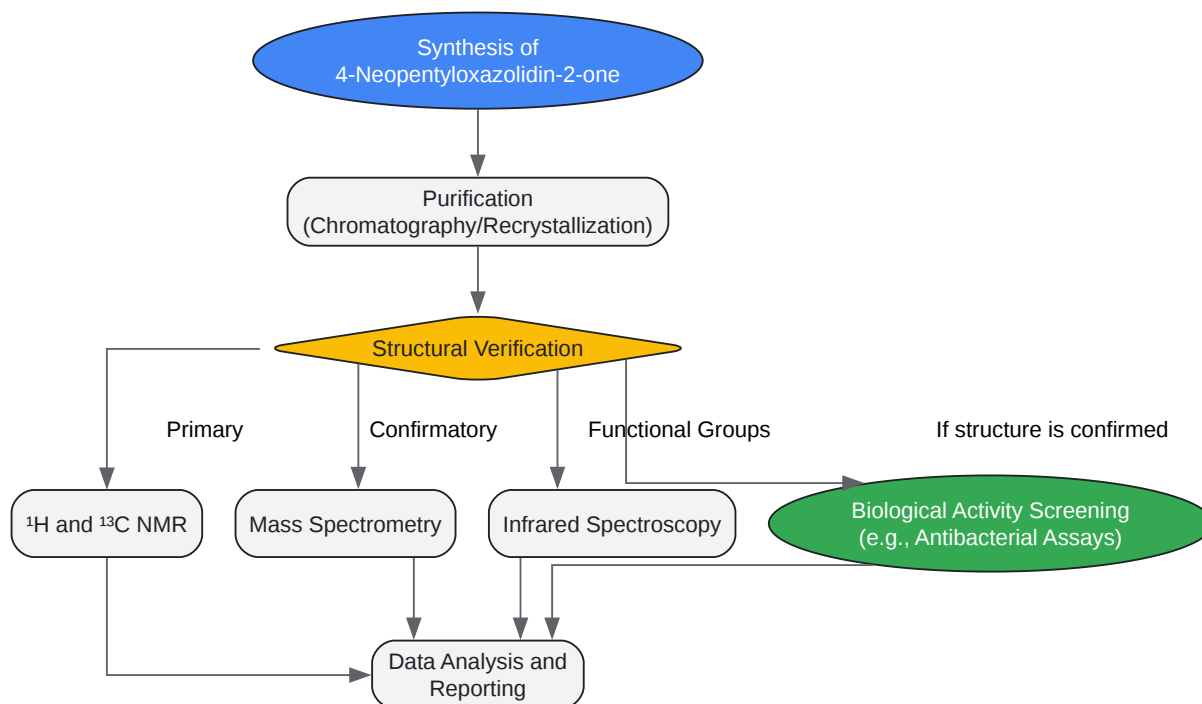 Synthesis of
4-Neopentyloxazolidin-2-one
Purification
(Chromatography/Recrystallization)
Structural Verification
Primary
Confirmatory
Functional Groups
If structure is confirmed
¹H and ¹³C NMR
Mass Spectrometry
Infrared Spectroscopy
Biological Activity Screening
(e.g., Antibacterial Assays)
Data Analysis and
Reporting